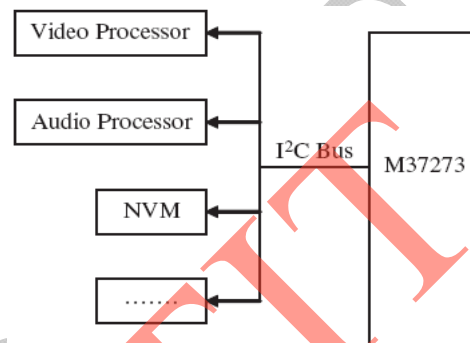 Video Processor
Audio Processor
I²C Bus
M37273
NVM
.......